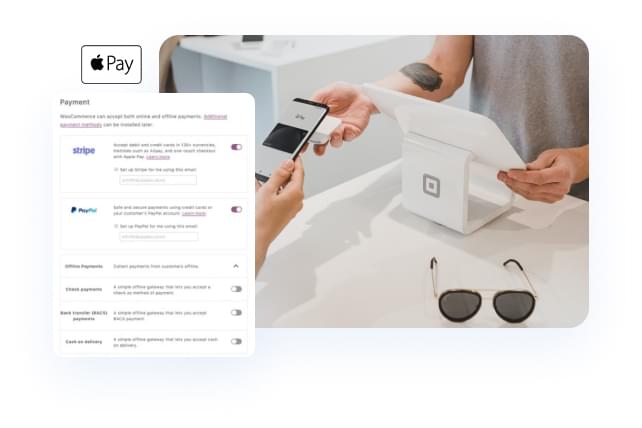 Pay
Payment
WooCommerce can accept both online and offline payments. Additional
payment methods can be installed later.
stripe
Accept debit and credit cards in 135+ currencies,
methods such as Alipay, and one-touch checkout
with Apple Pay. Learn more
Set up Stripe for me using this email:
PayPal
Safe and secure payments using credit cards or
your customer's PayPal account. Learn more
Set up PayPal for me using this email:
Offline Payments
Collect payments from customers offline.
Check payments
A simple offline gateway that lets you accept a
check as method of payment.
Bank transfer (BACS)
payments
A simple offline gateway that lets you accept
BACS payment.
Cash on delivery
A simple offline gateway that lets you accept cash
on delivery.